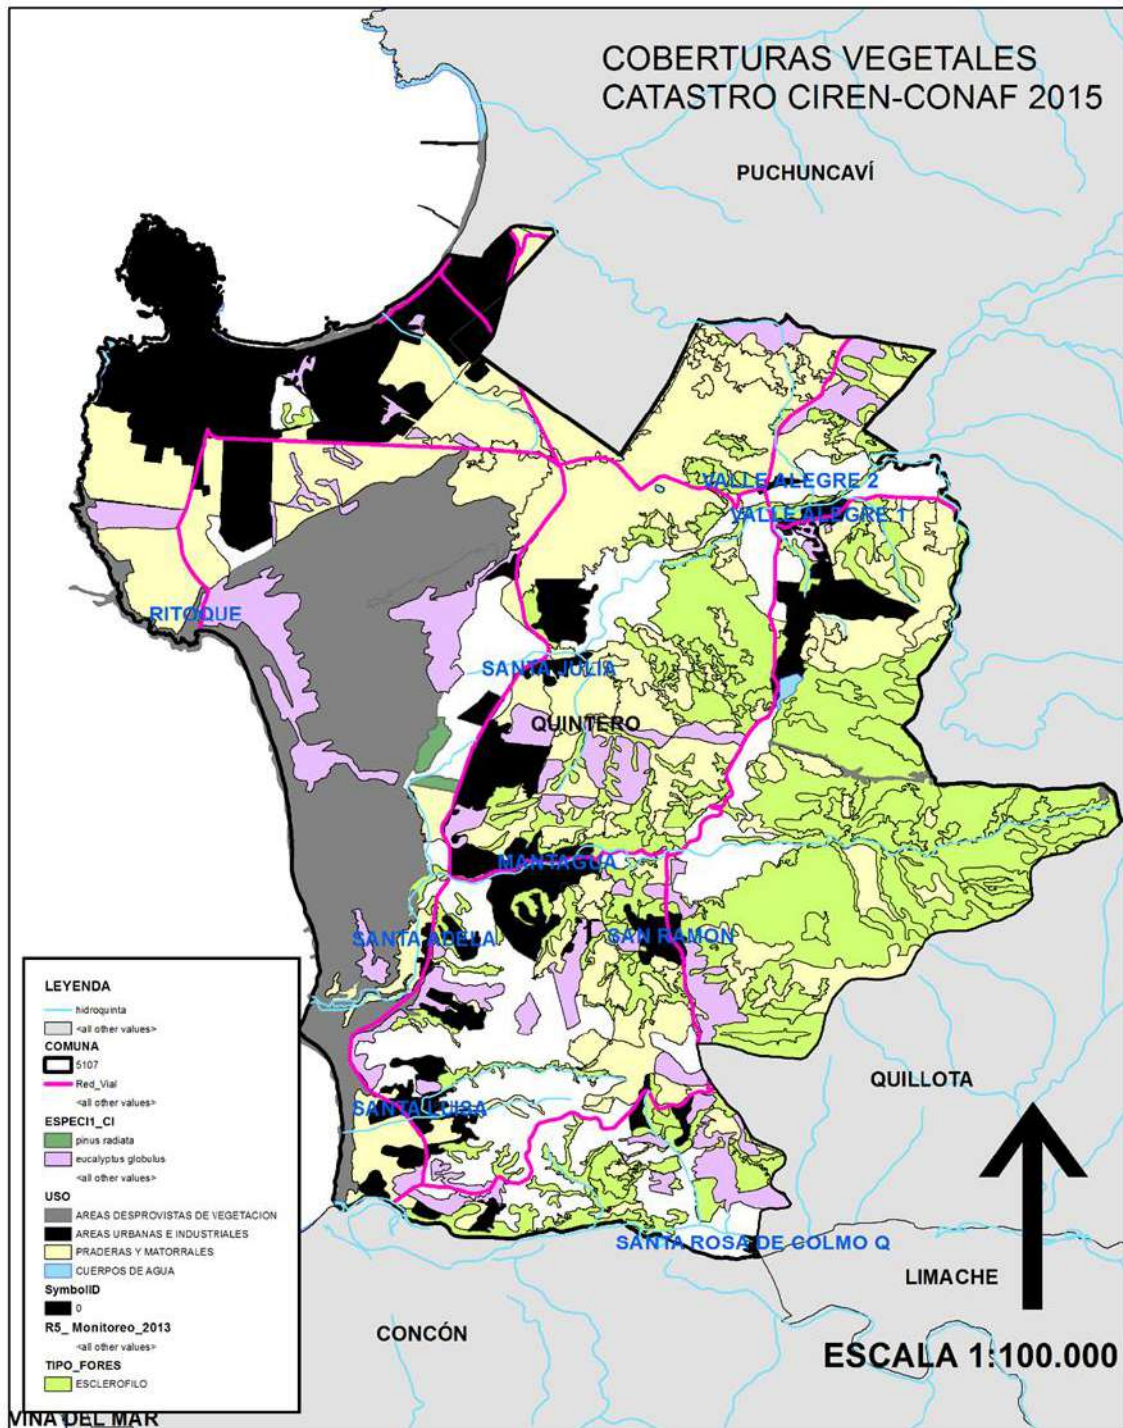 COBERTURAS VEGETALES
CATASTRO CIREN-CONAF 2015
PUCHUNCAVÍ
VALLE ALEGRE 2
VALLE ALEGRE 1
RITOQUE
SANTA JULIA
QUINTERO
MANTAGUA
SANTA ADELA
SAN RAMON
LEYENDA
hidroquinta
<all other values>
COMUNA
5107
Red_Vial
<all other values>
ESPECI1_CI
pinus radiata
eucalyptus globulus
<all other values>
USO
AREAS DESPROVISTAS DE VEGETACION
AREAS URBANAS E INDUSTRIALES
PRADERAS Y MATORRALES
CUERPOS DE AGUA
SymbolID
0
R5_ Monitoreo_2013
<all other values>
TIPO_FORES
ESCLEROFILO
QUILLOTA
SANTA LUISA
SANTA ROSA DE COLMO Q
LIMACHE
CONCÓN
ESCALA 1:100.000
VIÑA DEL MAR